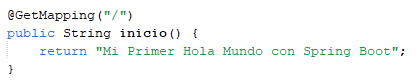 @GetMapping("/")
public String inicio() {
    return "Mi Primer Hola Mundo con Spring Boot";
}